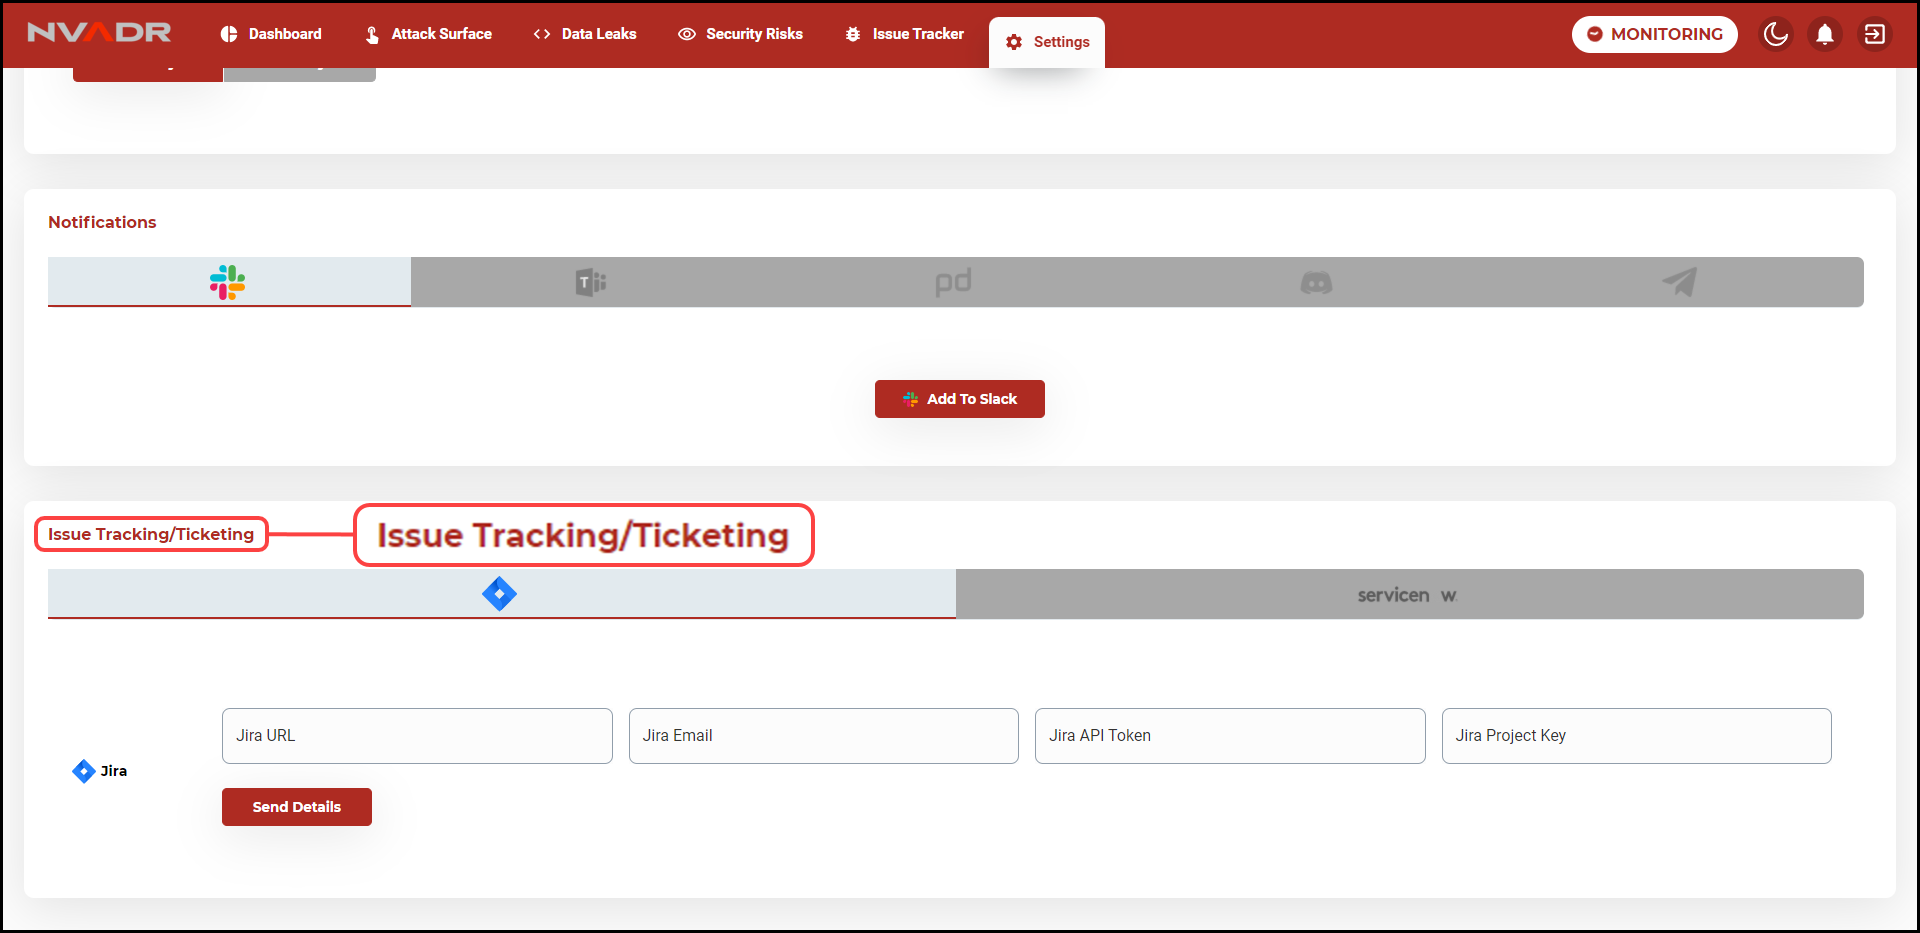 NVADR
Dashboard
Attack Surface
Data Leaks
Security Risks
Issue Tracker
Settings
MONITORING
Notifications
T
pd
Add To Slack
Issue Tracking/Ticketing
Issue Tracking/Ticketing
servicen w.
Jira
Jira URL
Jira Email
Jira API Token
Jira Project Key
Send Details